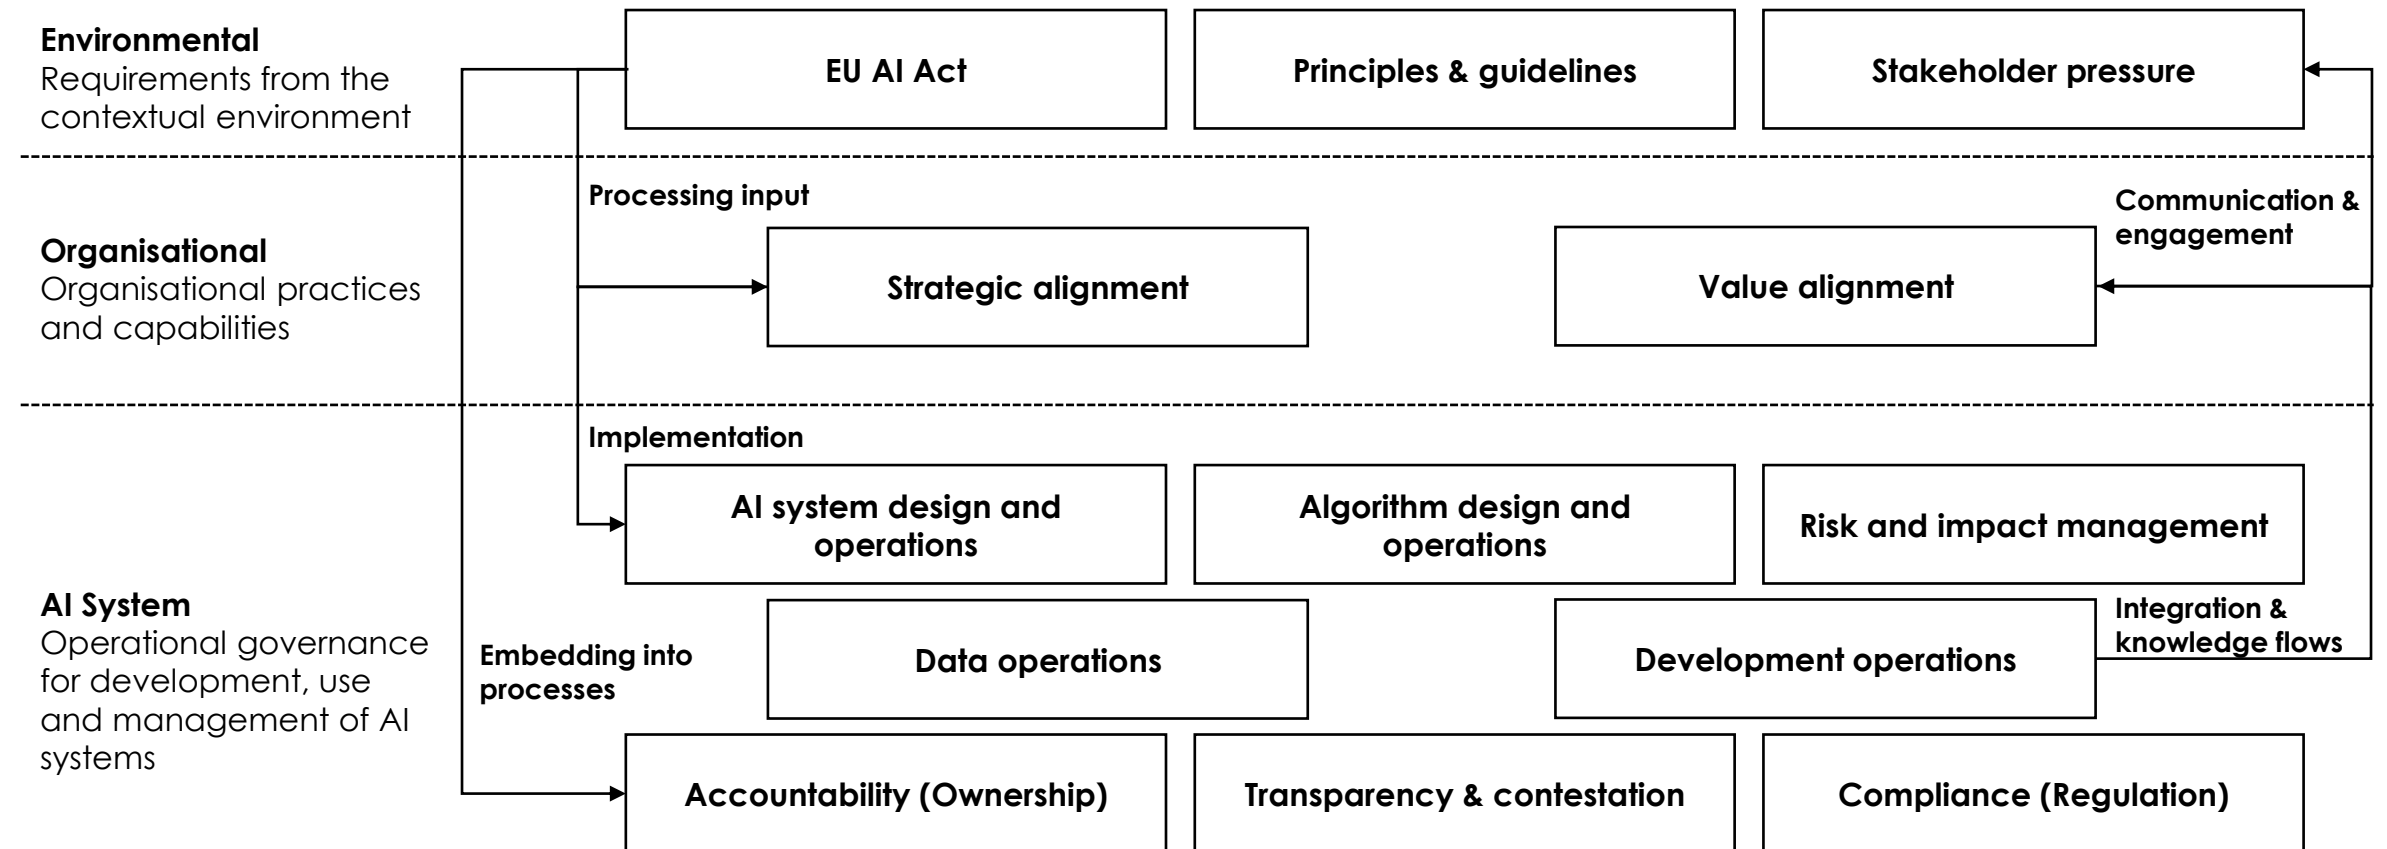 Environmental
Requirements from the
contextual environment
EU AI Act
Principles & guidelines
Stakeholder pressure
Processing input
Communication &
engagement
Organisational
Organisational practices
and capabilities
Strategic alignment
Value alignment
Implementation
AI system design and
operations
Algorithm design and
operations
Risk and impact management
AI System
Operational governance
for development, use
and management of AI
systems
Embedding into
processes
Data operations
Development operations
Integration &
knowledge flows
Accountability (Ownership)
Transparency & contestation
Compliance (Regulation)